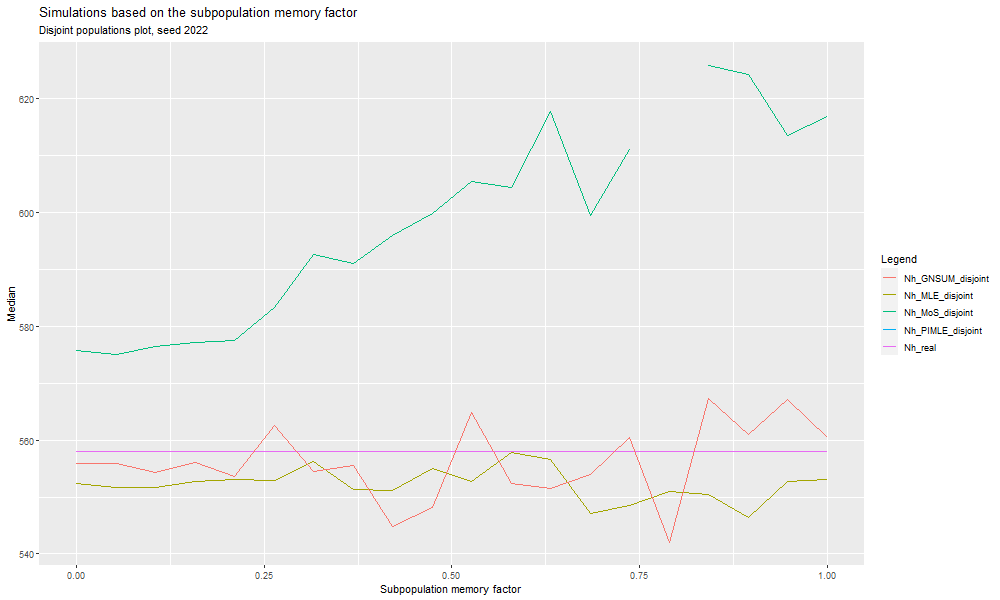 Simulations based on the subpopulation memory factor
Disjoint populations plot, seed 2022
Median
620
600
580
560
540
0.00
0.25
0.50
0.75
1.00
Subpopulation memory factor
Legend
Nh_GNSUM_disjoint
Nh_MLE_disjoint
Nh_MoS_disjoint
Nh_PIMLE_disjoint
Nh_real